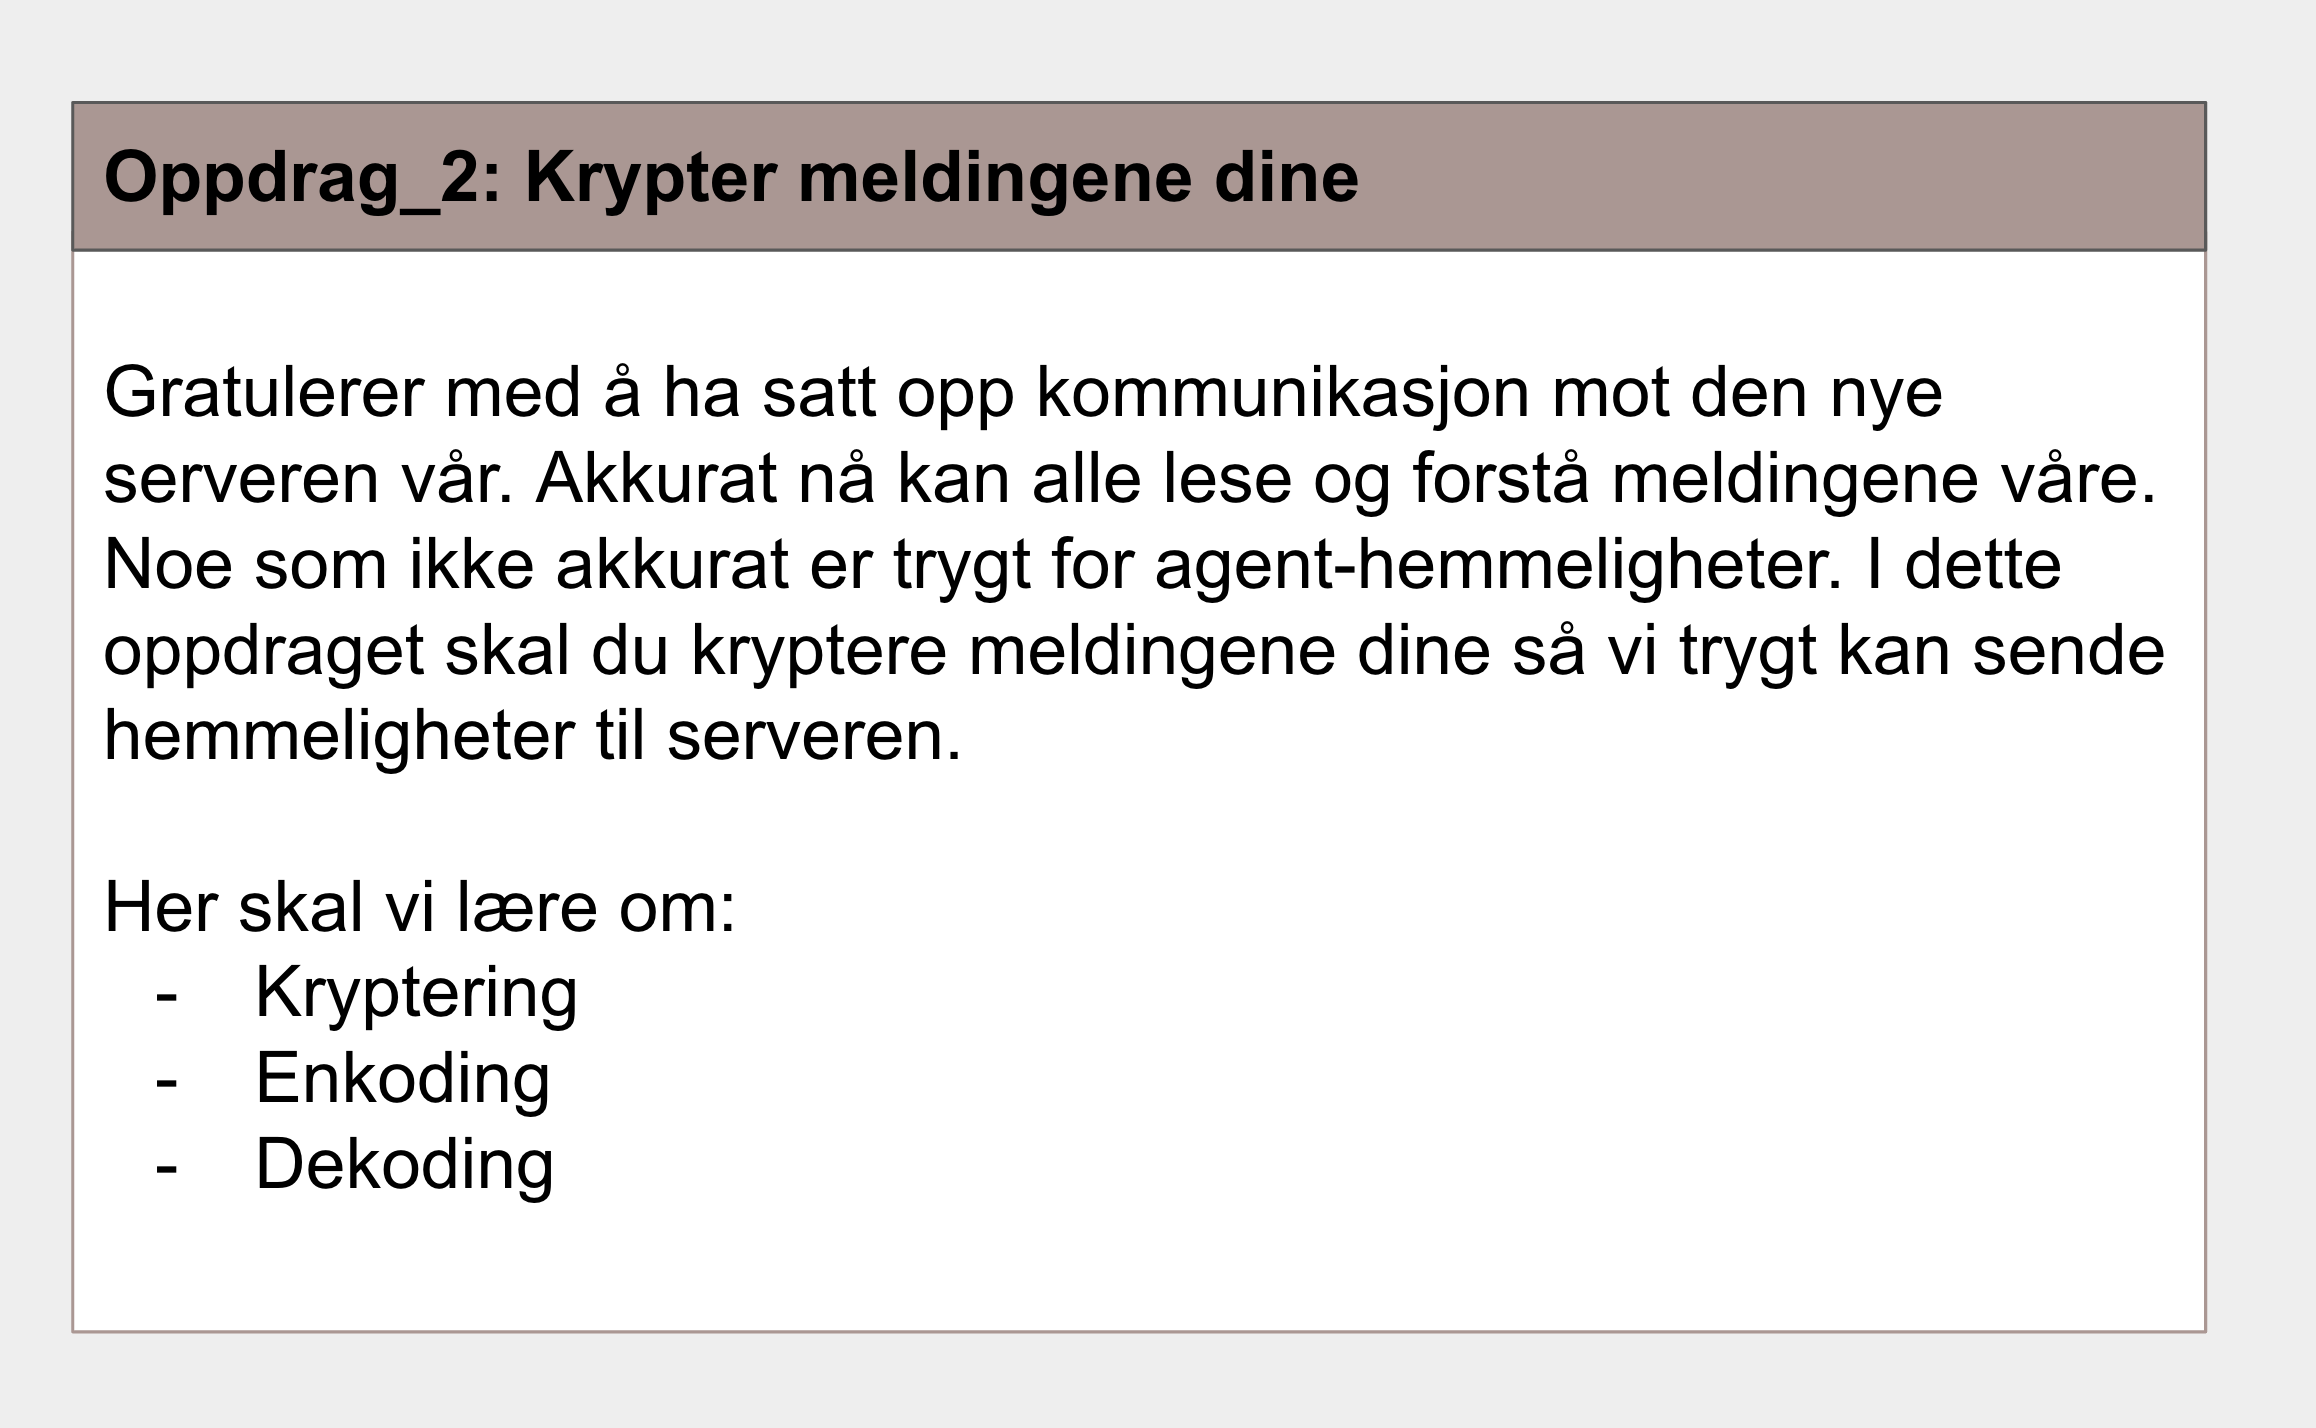 Oppdrag_2: Krypter meldingene dine
Gratulerer med å ha satt opp kommunikasjon mot den nye
serveren vår. Akkurat nå kan alle lese og forstå meldingene våre.
Noe som ikke akkurat er trygt for agent-hemmeligheter. I dette
oppdraget skal du kryptere meldingene dine så vi trygt kan sende
hemmeligheter til serveren.
Her skal vi lære om:
- Kryptering
- Enkoding
- Dekoding